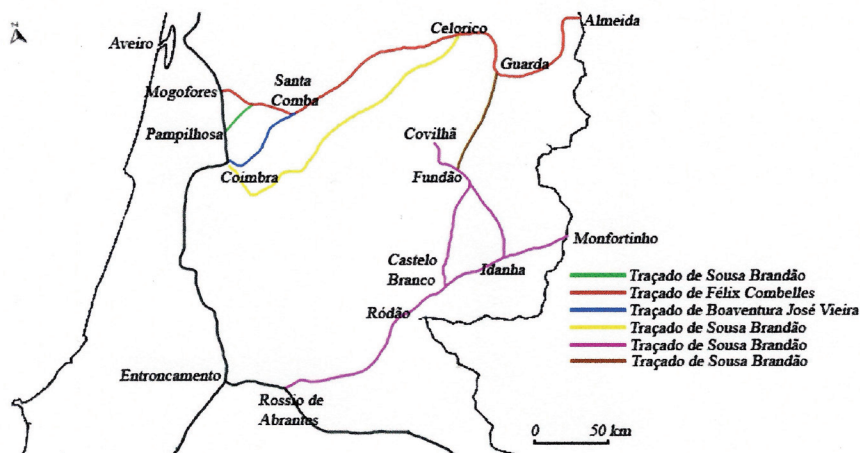 N
Aveiro
Celorico
Almeida
Guarda
Mogofores
Santa
Comba
Pampilhosa
Covilhã
Coimbra
Fundão
Monfortinho
Castelo
Branco
Idanha
Ródão
Entroncamento
Rossio de
Abrantes
Traçado de Sousa Brandão
Traçado de Félix Combelles
Traçado de Boaventura José Vieira
Traçado de Sousa Brandão
Traçado de Sousa Brandão
Traçado de Sousa Brandão
0 50 km